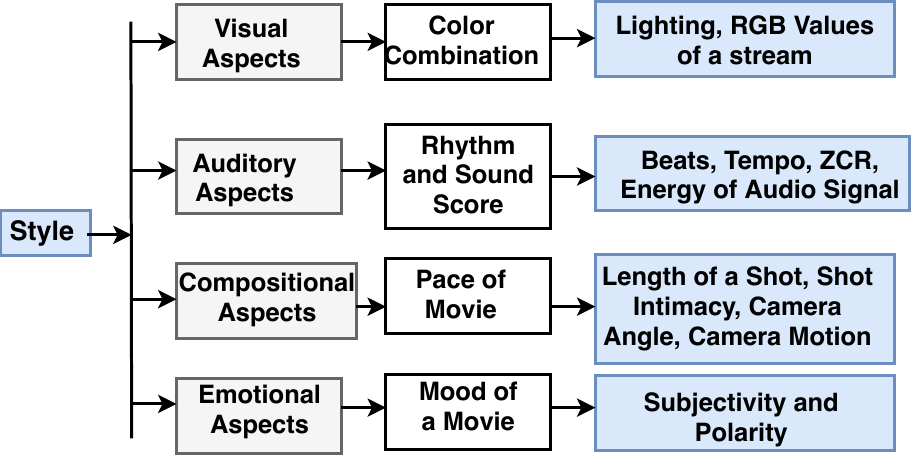 Style
Visual
Aspects
Color
Combination
Lighting, RGB Values
of a stream
Auditory
Aspects
Rhythm
and Sound
Score
Beats, Tempo, ZCR,
Energy of Audio Signal
Compositional
Aspects
Pace of
Movie
Length of a Shot, Shot
Intimacy, Camera
Angle, Camera Motion
Emotional
Aspects
Mood of
a Movie
Subjectivity and
Polarity